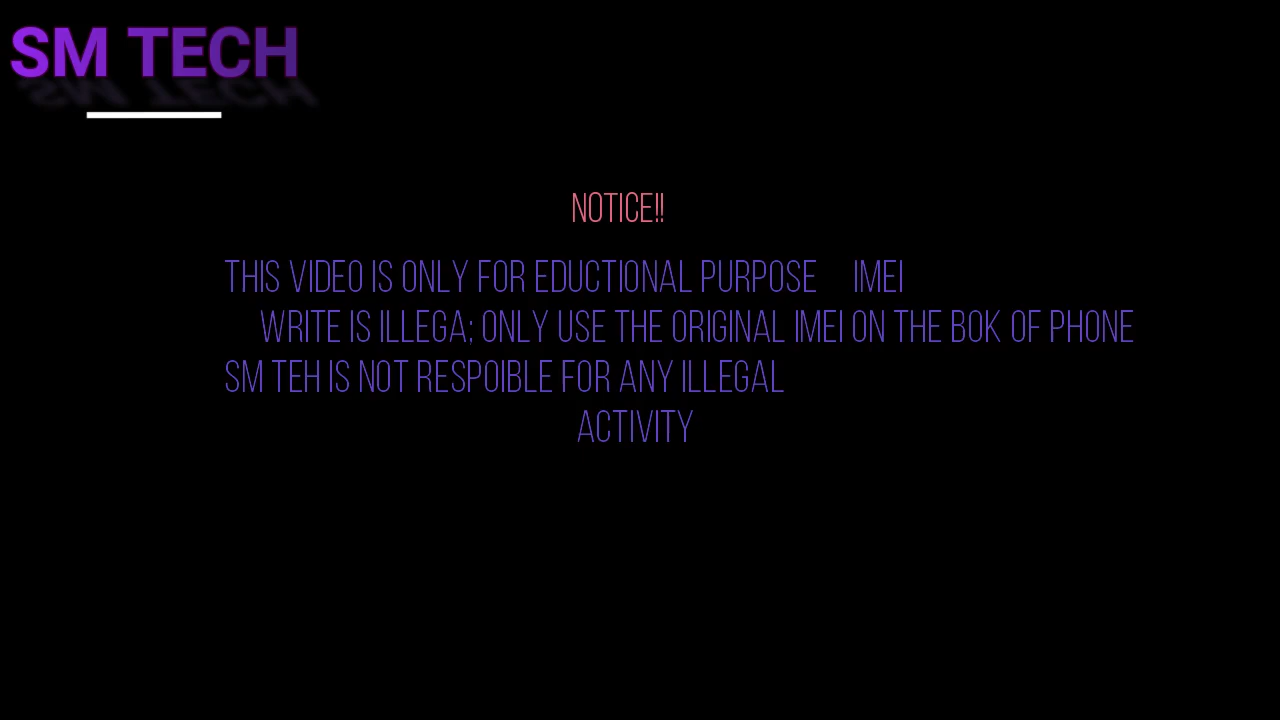 SM TECH
NOTICE!!
THIS VIDEO IS ONLY FOR EDUCTIONAL PURPOSE IMEI
WRITE IS ILLEGA; ONLY USE THE ORIGINAL IMEI ON THE BOK OF PHONE
SM TEH IS NOT RESPOIBLE FOR ANY ILLEGAL
ACTIVITY